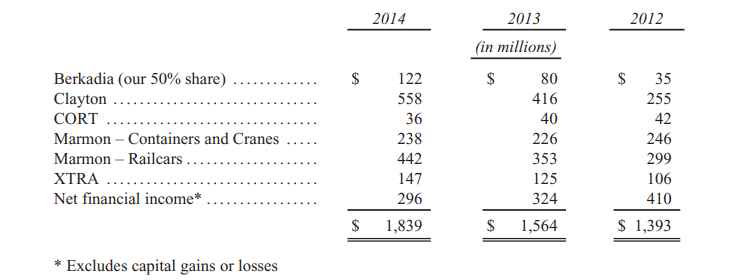 2014 2013 2012
(in millions)
Berkadia (our 50% share) ............. $ 122 $ 80 $ 35
Clayton ................................. 558 416 255
CORT .................................. 36 40 42
Marmon – Containers and Cranes ..... 238 226 246
Marmon – Railcars ..................... 442 353 299
XTRA .................................. 147 125 106
Net financial income* .................. 296 324 410
$ 1,839 $ 1,564 $ 1,393
* Excludes capital gains or losses